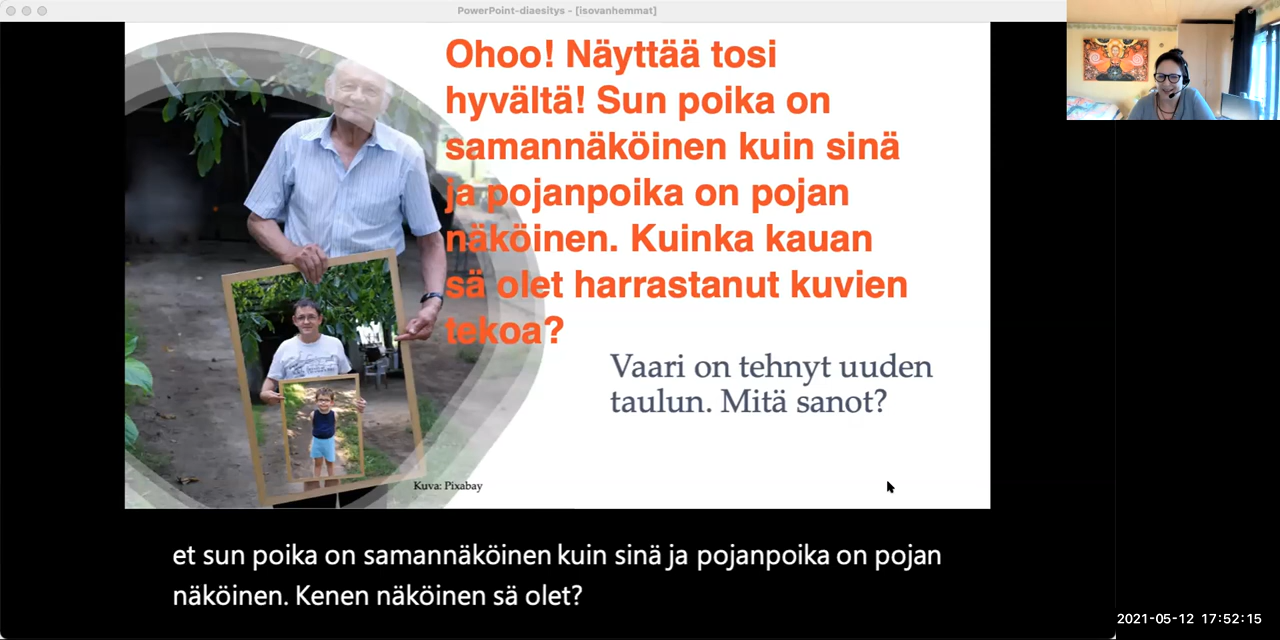 PowerPoint-diaesitys - [isovanhemmat]
Ohoo! Näyttää tosi
hyvältä! Sun poika on
samannäköinen kuin sinä
ja pojanpoika on pojan
näköinen. Kuinka kauan
sä olet harrastanut kuvien
tekoa?
Vaari on tehnyt uuden
taulun. Mitä sanot?
Kuva: Pixabay
et sun poika on samannäköinen kuin sinä ja pojanpoika on pojan
näköinen. Kenen näköinen sä olet?
2021-05-12 17:52:15